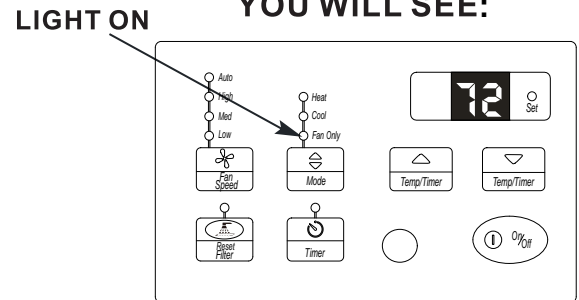 YOU WILL SEE:
LIGHT ON
Auto
High
Med
Low
Fan
Speed
Heat
Cool
Fan Only
Mode
72
Set
Temp/Timer
Temp/Timer
Reset
Filter
Timer
On/Off